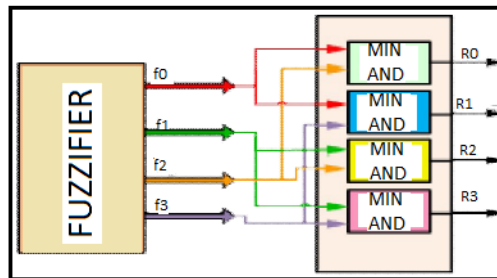 FUZZIFIER
f0
f1
f2
f3
MIN
AND
MIN
AND
MIN
AND
MIN
AND
R0
R1
R2
R3